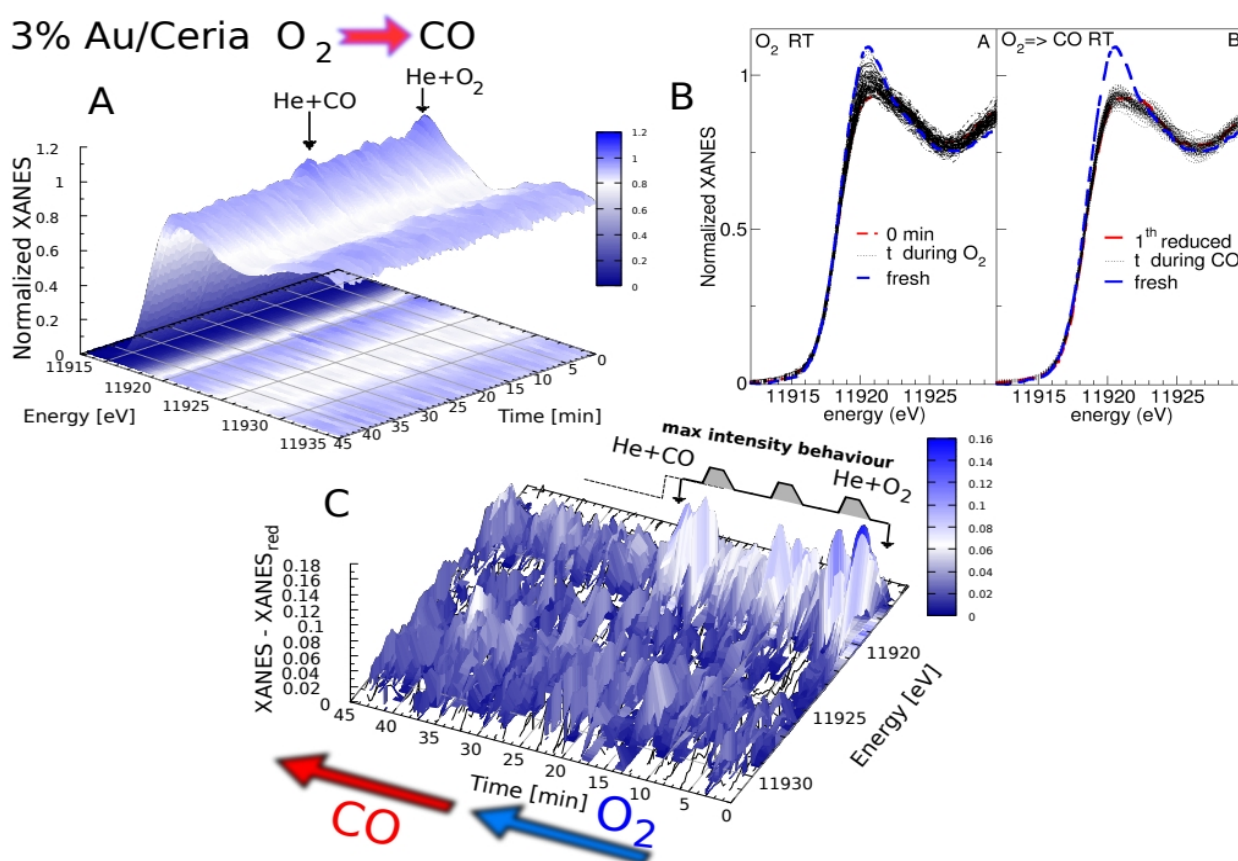 3% Au/Ceria O2 CO
A
He+CO
He+O2
Normalized XANES
1.2
1
0.8
0.6
0.4
0.2
0
11915
11920
11925
11930
11935
Energy [eV]
45
40
35
30
25
20
15
10
5
0
Time [min]
1.2
1
0.8
0.6
0.4
0.2
0
B
O2 RT A
O2=> CO RT B
Normalized XANES
1
0.5
0
0 min
t during O2
fresh
1th reduced
t during CO
fresh
11915 11920 11925
energy (eV)
11915 11920 11925
energy (eV)
C
max intensity behaviour
He+CO
He+O2
XANES - XANESred
0.18
0.16
0.14
0.12
0.1
0.08
0.06
0.04
0.02
0
45
40
35
30
25
20
15
10
5
0
Time [min]
11920
11925
11930
Energy [eV]
0.16
0.14
0.12
0.10
0.08
0.06
0.04
0.02
0
CO
O2